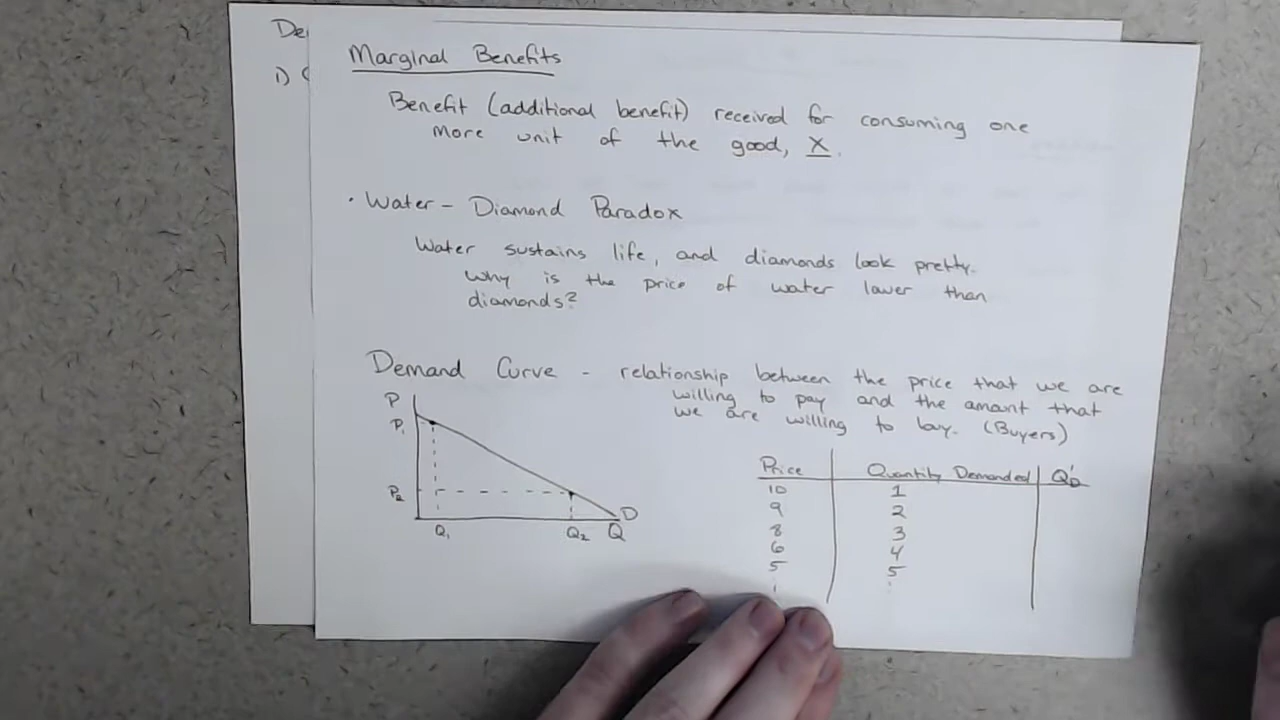 De
1) C
Marginal Benefits
Benefit (additional benefit) received for consuming one
more unit of the good, X.
· Water - Diamond Paradox
Water sustains life, and diamonds look pretty.
Why is the price of water lower than
diamonds?
Demand Curve - relationship between the price that we are
willing to pay and the amount that
we are willing to buy. (Buyers)
P
P₁
P₂
Q₁ Q₂ Q
D
Price Quantity Demanded Q'D
10 1
9 2
8 3
6 4
5 5